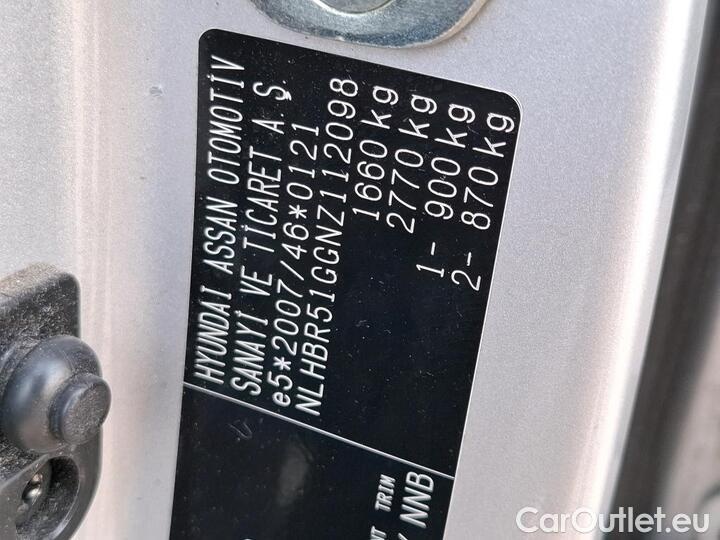 HYUNDAİ ASSAN OTOMOTİV
SANAYİ VE TİCARET A.Ş.
e5*2007/46*0121
NLHBR51GGNZ112098
1660 kg
2770 kg
1- 900 kg
2- 870 kg
TRIM
NNB
CarOutlet.eu